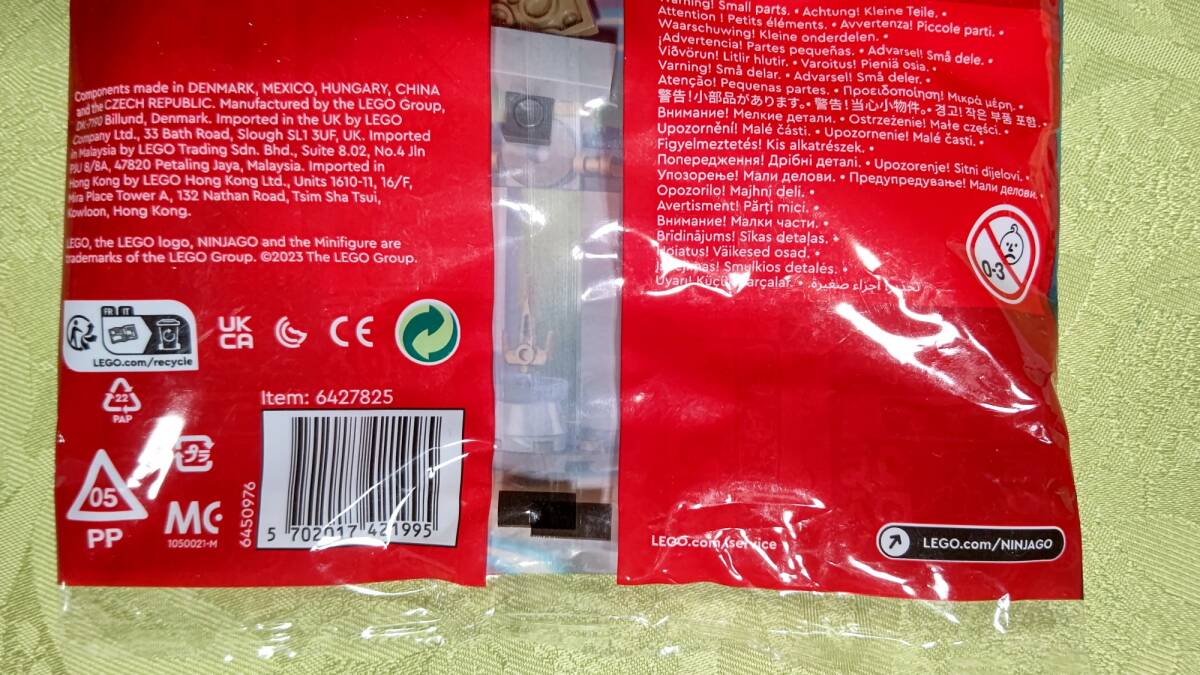 Components made in DENMARK, MEXICO, HUNGARY, CHINA
and the CZECH REPUBLIC. Manufactured by the LEGO Group,
DK-7190 Billund, Denmark. Imported in the UK by LEGO
Company Ltd., 33 Bath Road, Slough SL1 3UF, UK. Imported
in Malaysia by LEGO Trading Sdn. Bhd., Suite 8.02, No.4 Jln
PJU 8/8A, 47820 Petaling Jaya, Malaysia. Imported in
Hong Kong by LEGO Hong Kong Ltd., Units 1610-11, 16/F,
Mira Place Tower A, 132 Nathan Road, Tsim Sha Tsui,
Kowloon, Hong Kong.
LEGO, the LEGO logo, NINJAGO and the Minifigure are
trademarks of the LEGO Group. ©2023 The LEGO Group.
FR IT
LEGO.com/recycle
UK
CA
CE
22
PAP
05
PP
プラ
MC
1050021-M
6450976
Item: 6427825
5 702017 421995
Warning! Small parts. • Achtung! Kleine Teile. •
Attention ! Petits éléments. • Avvertenza! Piccole parti. •
Waarschuwing! Kleine onderdelen. •
¡Advertencia! Partes pequeñas. • Advarsel! Små dele. •
Viðvörun! Litlir hlutir. • Varoitus! Pieniä osia. •
Varning! Små delar. • Advarsel! Små deler. •
Atenção! Pequenas partes. • Προειδοποίηση! Μικρά μέρη. •
警告!小部品があります。• 警告!当心小物件。• 경고! 작은 부품 포함. •
Внимание! Мелкие детали. • Ostrzeżenie! Małe części. •
Upozornění! Malé části. • Upozornenie! Malé časti. •
Figyelmeztetés! Kis alkatrészek. •
Попередження! Дрібні деталі. • Upozorenje! Sitni dijelovi. •
Упозорење! Мали делови. • Предупредување! Мали делови. •
Opozorilo! Majhni deli. •
Avertisment! Părți mici. •
Внимание! Малки части. •
Brīdinājums! Sīkas detaļas. •
Hoiatus! Väikesed osad. •
Įspėjimas! Smulkios detalės. •
Uyarı! Küçük parçalar. • تحذير! أجزاء صغيرة.
0-3
LEGO.com/service
LEGO.com/NINJAGO